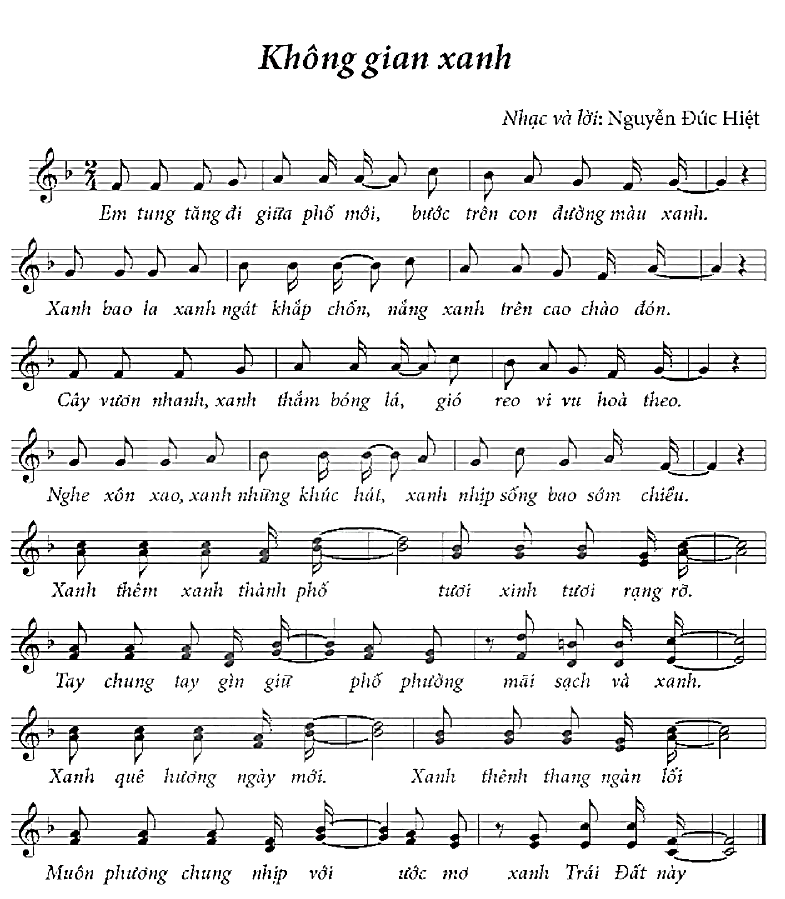 Không gian xanh
Nhạc và lời: Nguyễn Đức Hiệt
2
4
Em tung tăng đi giữa phố mới, bước trên con đường màu xanh.
Xanh bao la xanh ngát khắp chốn, nắng xanh trên cao chào đón.
Cây vươn nhanh, xanh thắm bóng lá, gió reo vi vu hoà theo.
Nghe xôn xao, xanh những khúc hát, xanh nhịp sống bao sớm chiều.
Xanh thêm xanh thành phố tươi xinh tươi rạng rỡ.
Tay chung tay gìn giữ phố phường mãi sạch và xanh.
Xanh quê hương ngày mới. Xanh thênh thang ngàn lối
Muôn phương chung nhịp với ước mơ xanh Trái Đất này